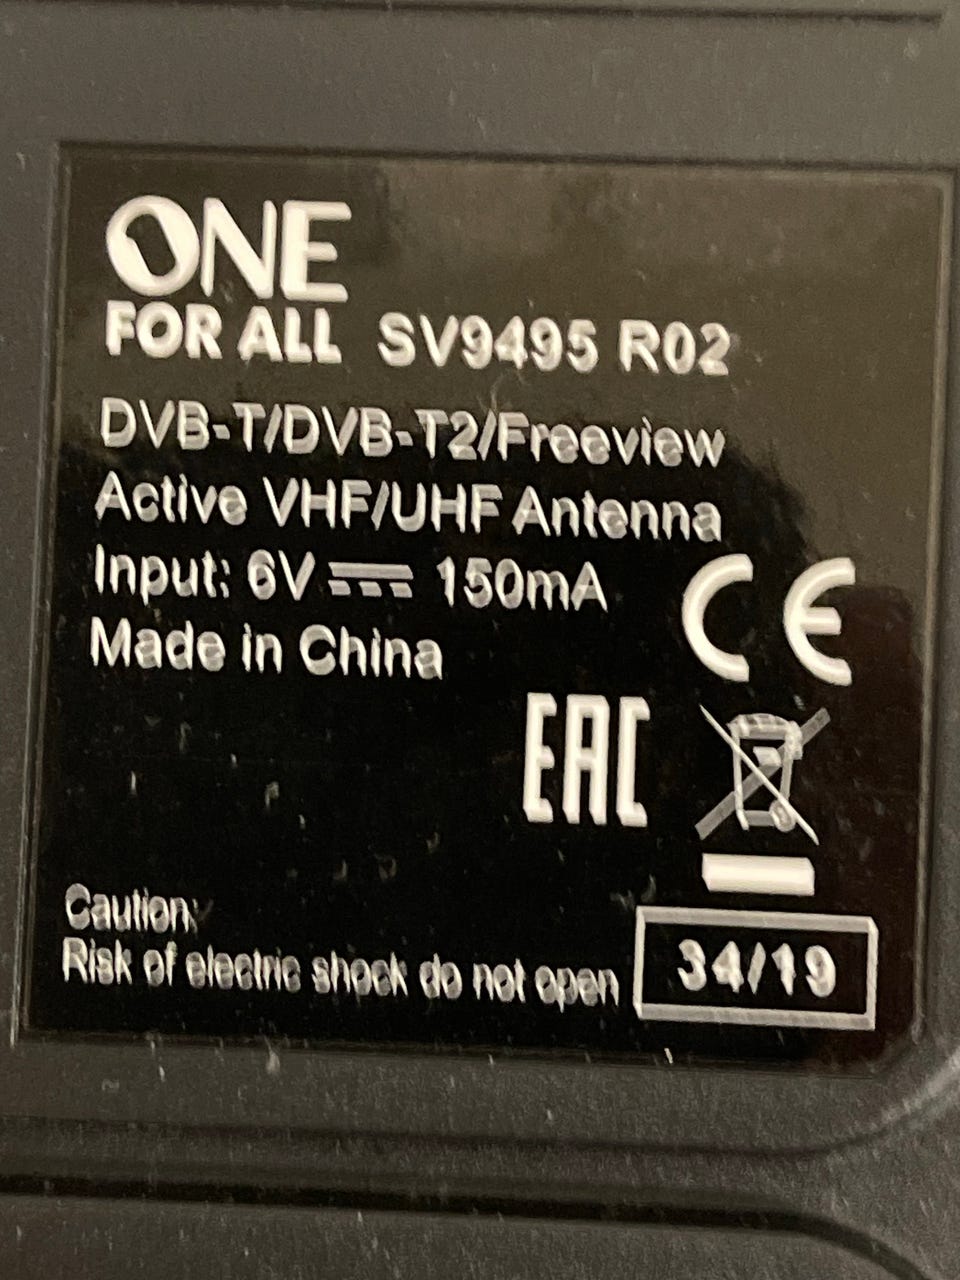 ONE
FOR ALL SV9495 R02
DVB-T/DVB-T2/Freeview
Active VHF/UHF Antenna
Input: 6V ⎓ 150mA
Made in China
CE
EAC
Caution:
Risk of electric shock do not open
34/19